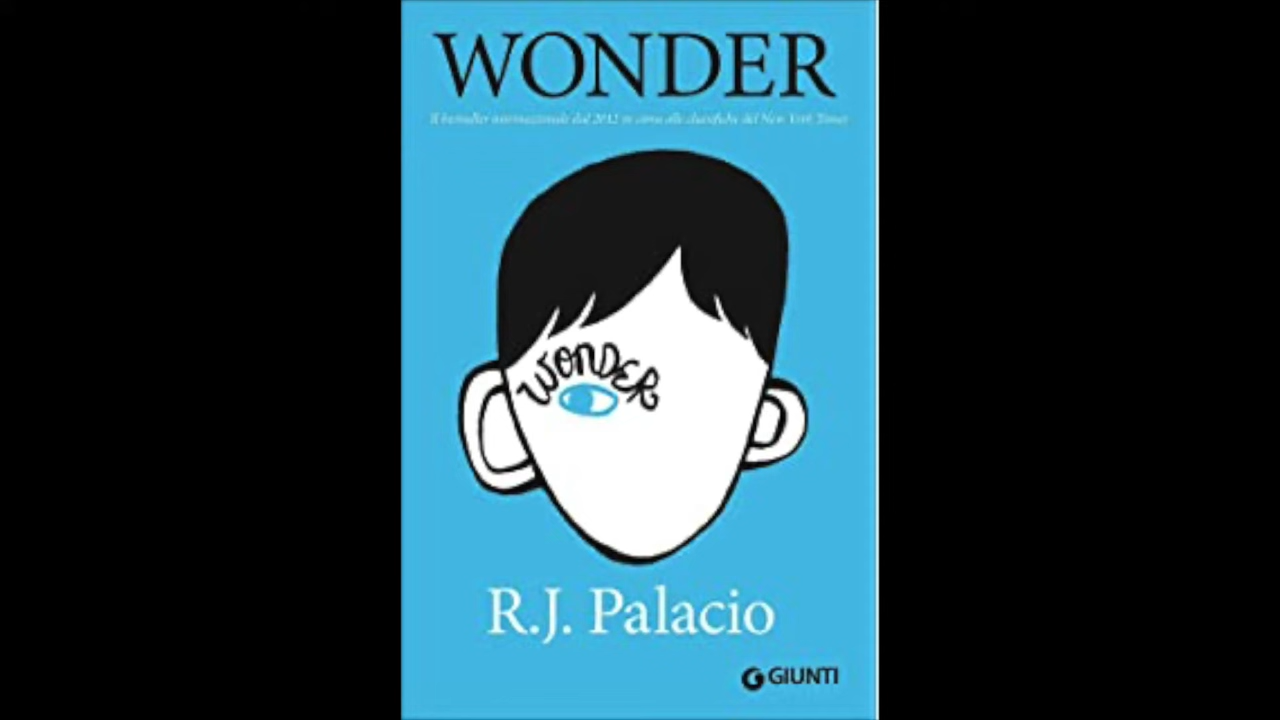 WONDER
Il bestseller internazionale dal 2012 in cima alle classifiche del New York Times
WONDER
R.J. Palacio
GIUNTI